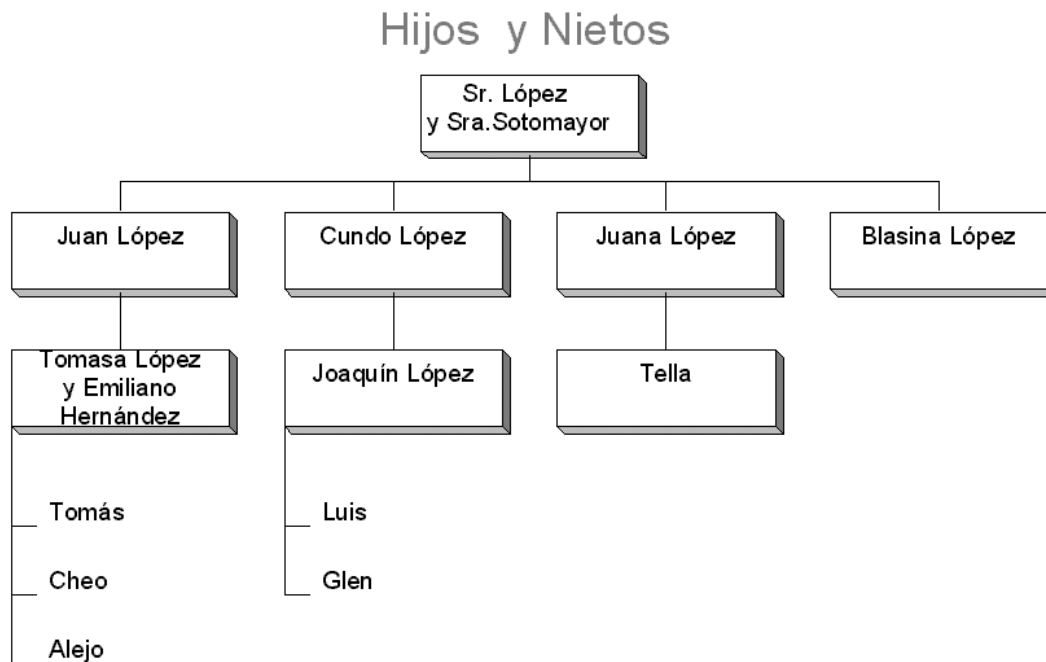 Hijos y Nietos
Sr. López
y Sra.Sotomayor
Juan López
Cundo López
Juana López
Blasina López
Tomasa López
y Emiliano
Hernández
Joaquín López
Tella
Tomás
Luis
Cheo
Glen
Alejo